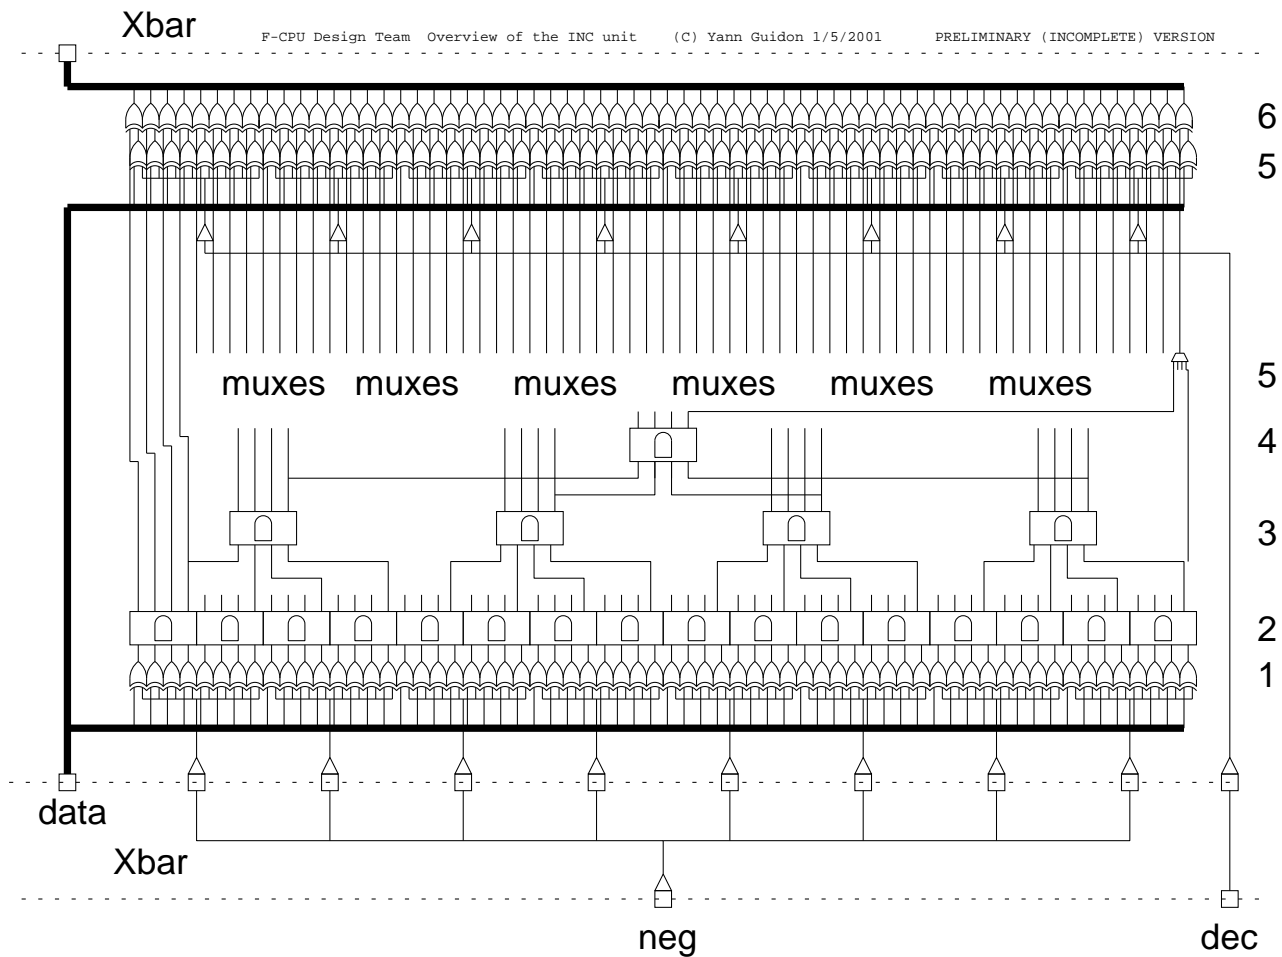 Xbar
F-CPU Design Team  Overview of the INC unit    (C) Yann Guidon 1/5/2001      PRELIMINARY (INCOMPLETE) VERSION
6
5
muxes muxes muxes muxes muxes muxes 5
4
3
2
1
data
Xbar
neg dec